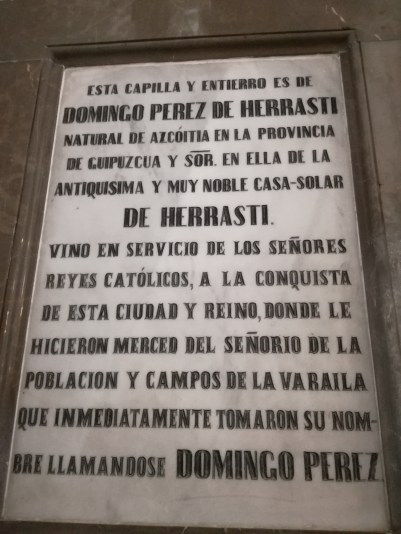 ESTA CAPILLA Y ENTIERRO ES DE
DOMINGO PEREZ DE HERRASTI
NATURAL DE AZCÓITIA EN LA PROVINCIA
DE GUIPUZCUA Y SOR. EN ELLA DE LA
ANTIQUISIMA Y MUY NOBLE CASA-SOLAR
DE HERRASTI.
VINO EN SERVICIO DE LOS SEÑORES
REYES CATÓLICOS, A LA CONQUISTA
DE ESTA CIUDAD Y REINO, DONDE LE
HICIERON MERCED DEL SEÑORIO DE LA
POBLACION Y CAMPOS DE LA VARAILA
QUE INMEDIATAMENTE TOMARON SU NOM-
BRE LLAMANDOSE DOMINGO PEREZ.